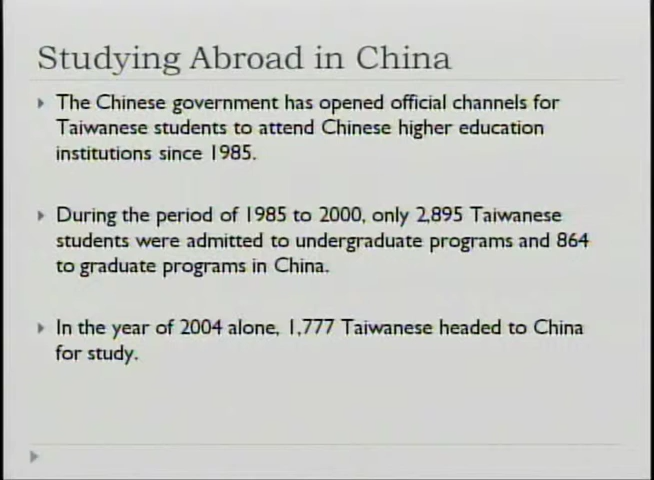 Studying Abroad in China
The Chinese government has opened official channels for
Taiwanese students to attend Chinese higher education
institutions since 1985.
During the period of 1985 to 2000, only 2,895 Taiwanese
students were admitted to undergraduate programs and 864
to graduate programs in China.
In the year of 2004 alone, 1,777 Taiwanese headed to China
for study.